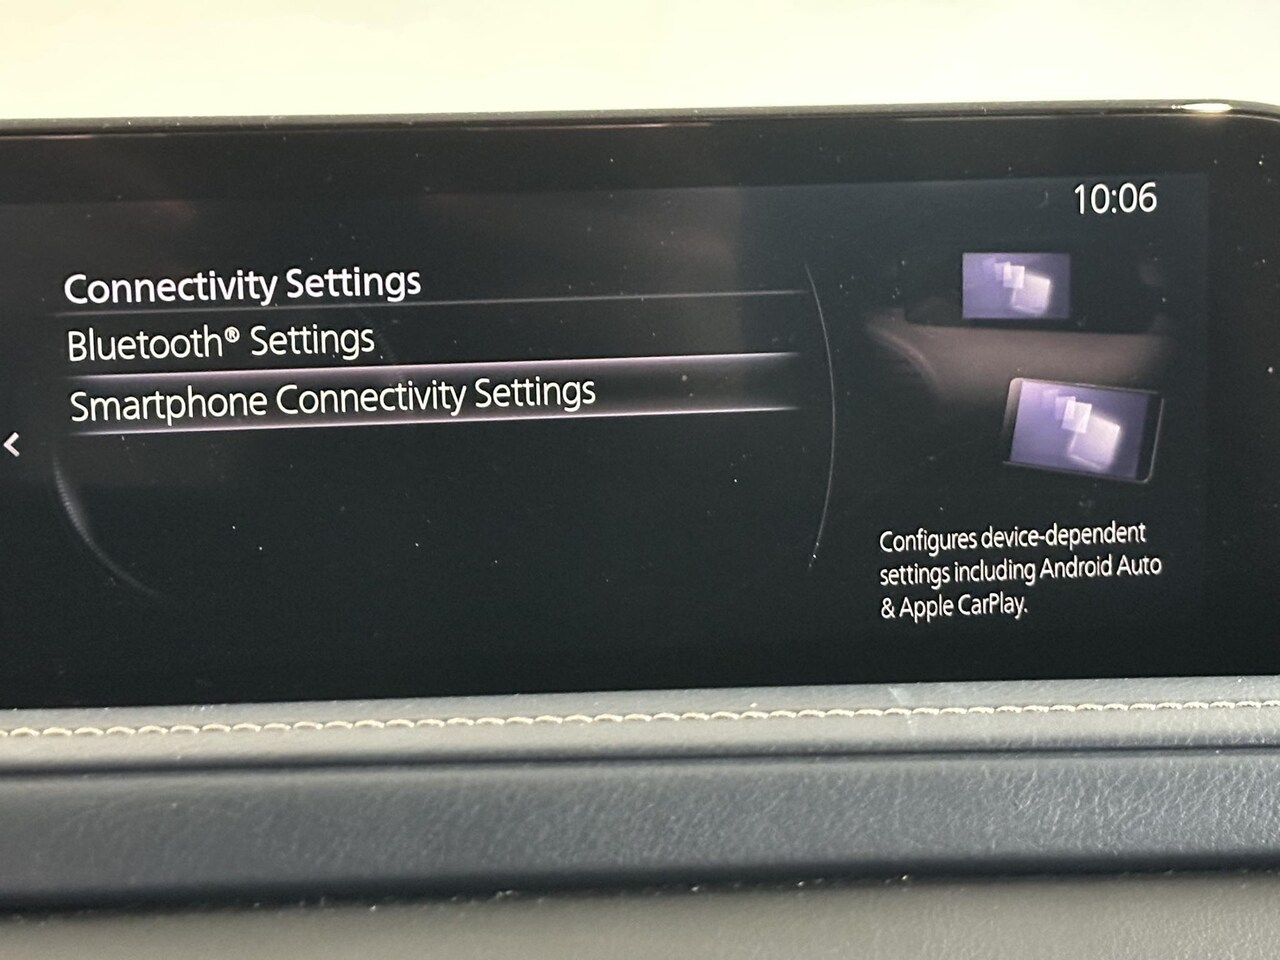 10:06
Connectivity Settings
Bluetooth® Settings
Smartphone Connectivity Settings
<
Configures device-dependent
settings including Android Auto
& Apple CarPlay.